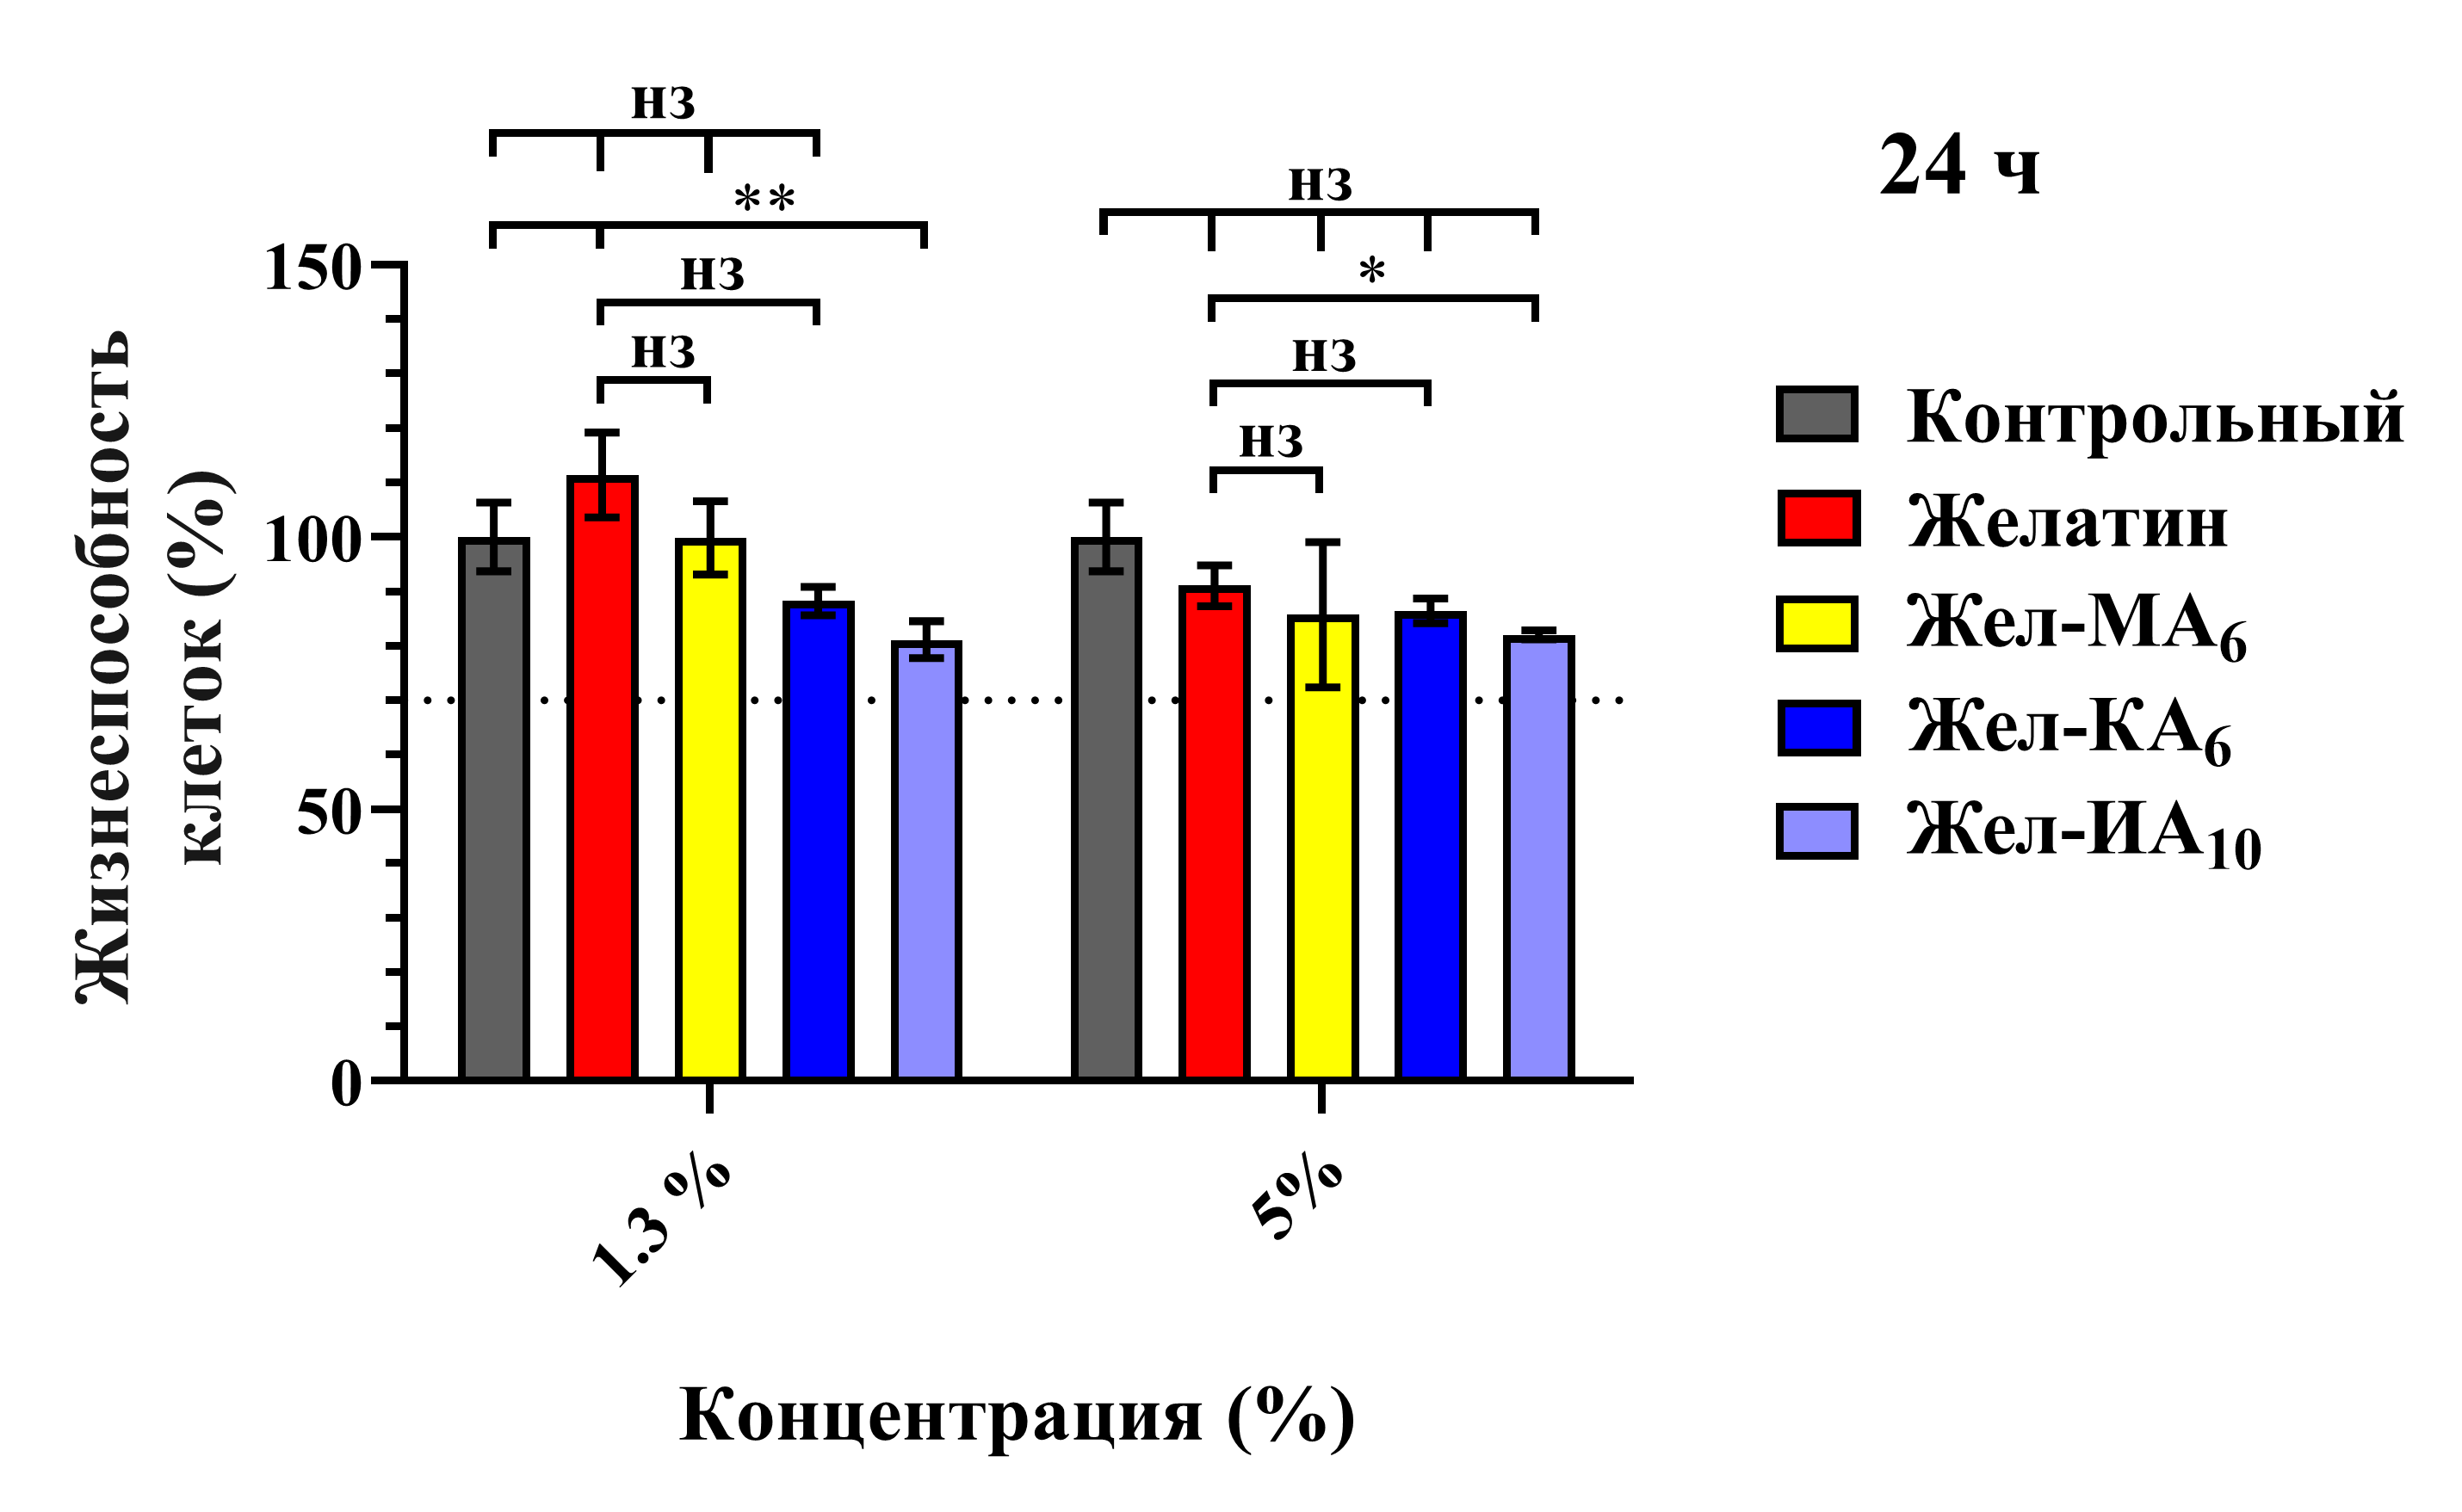 нз
**
нз
нз
нз
*
нз
нз
24 ч
150
100
50
0
Жизнеспособность
клеток (%)
1.3 %
5%
Концентрация (%)
Контрольный
Желатин
Жел-МА6
Жел-КА6
Жел-ИА10